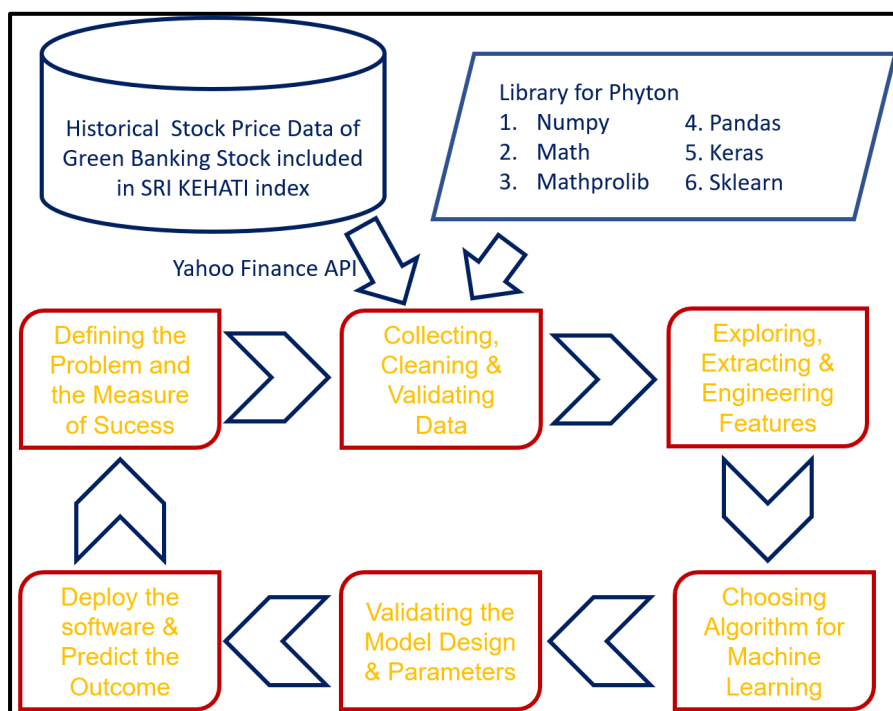 Historical Stock Price Data of
Green Banking Stock included
in SRI KEHATI index
Library for Phyton
1. Numpy
2. Math
3. Mathprolib
4. Pandas
5. Keras
6. Sklearn
Yahoo Finance API
Defining the
Problem and
the Measure
of Sucess
Collecting,
Cleaning &
Validating
Data
Exploring,
Extracting &
Engineering
Features
Deploy the
software &
Predict the
Outcome
Validating the
Model Design
& Parameters
Choosing
Algorithm for
Machine
Learning